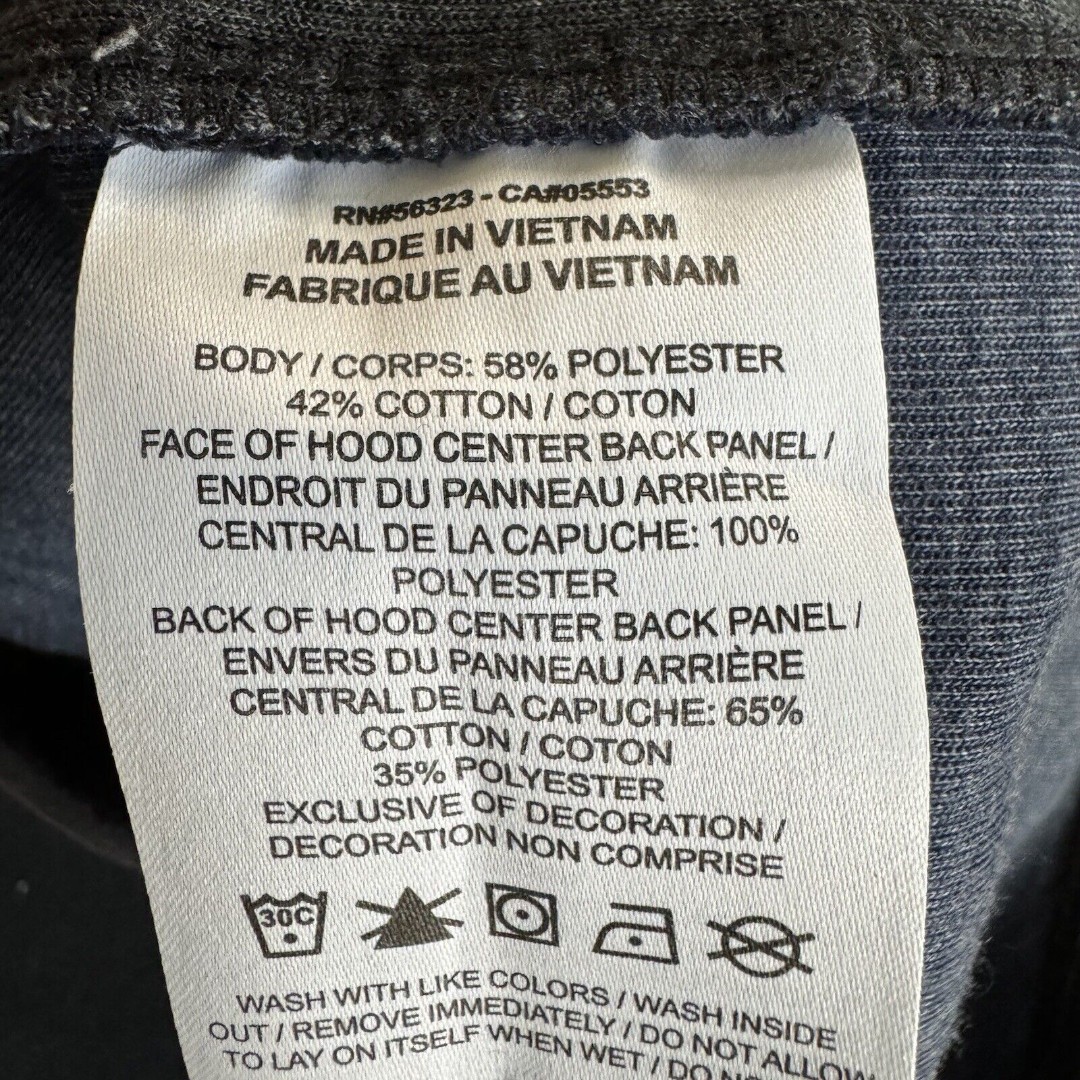 RN#56323 - CA#05553
MADE IN VIETNAM
FABRIQUE AU VIETNAM
BODY / CORPS: 58% POLYESTER
42% COTTON / COTON
FACE OF HOOD CENTER BACK PANEL /
ENDROIT DU PANNEAU ARRIÈRE
CENTRAL DE LA CAPUCHE: 100%
POLYESTER
BACK OF HOOD CENTER BACK PANEL /
ENVERS DU PANNEAU ARRIÈRE
CENTRAL DE LA CAPUCHE: 65%
COTTON / COTON
35% POLYESTER
EXCLUSIVE OF DECORATION /
DECORATION NON COMPRISE
30C
WASH WITH LIKE COLORS / WASH INSIDE
OUT / REMOVE IMMEDIATELY / DO NOT ALLOW
TO LAY ON ITSELF WHEN WET / DO